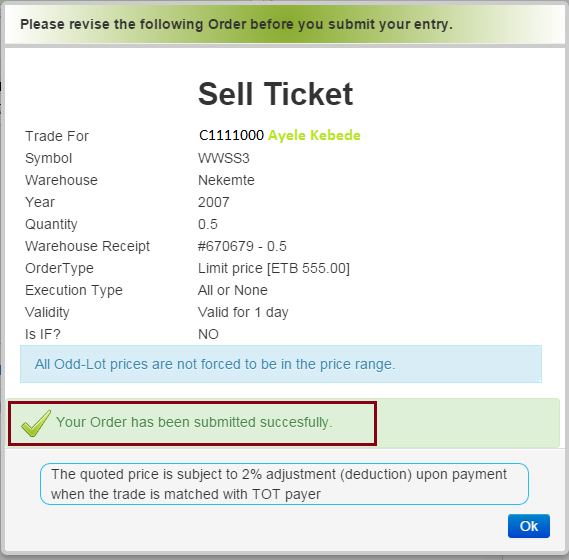 Please revise the following Order before you submit your entry.
Sell Ticket
Trade For C1111000 Ayele Kebede
Symbol WWSS3
Warehouse Nekemte
Year 2007
Quantity 0.5
Warehouse Receipt #670679 - 0.5
OrderType Limit price [ETB 555.00]
Execution Type All or None
Validity Valid for 1 day
Is IF? NO
All Odd-Lot prices are not forced to be in the price range.
Your Order has been submitted succesfully.
The quoted price is subject to 2% adjustment (deduction) upon payment
when the trade is matched with TOT payer
Ok